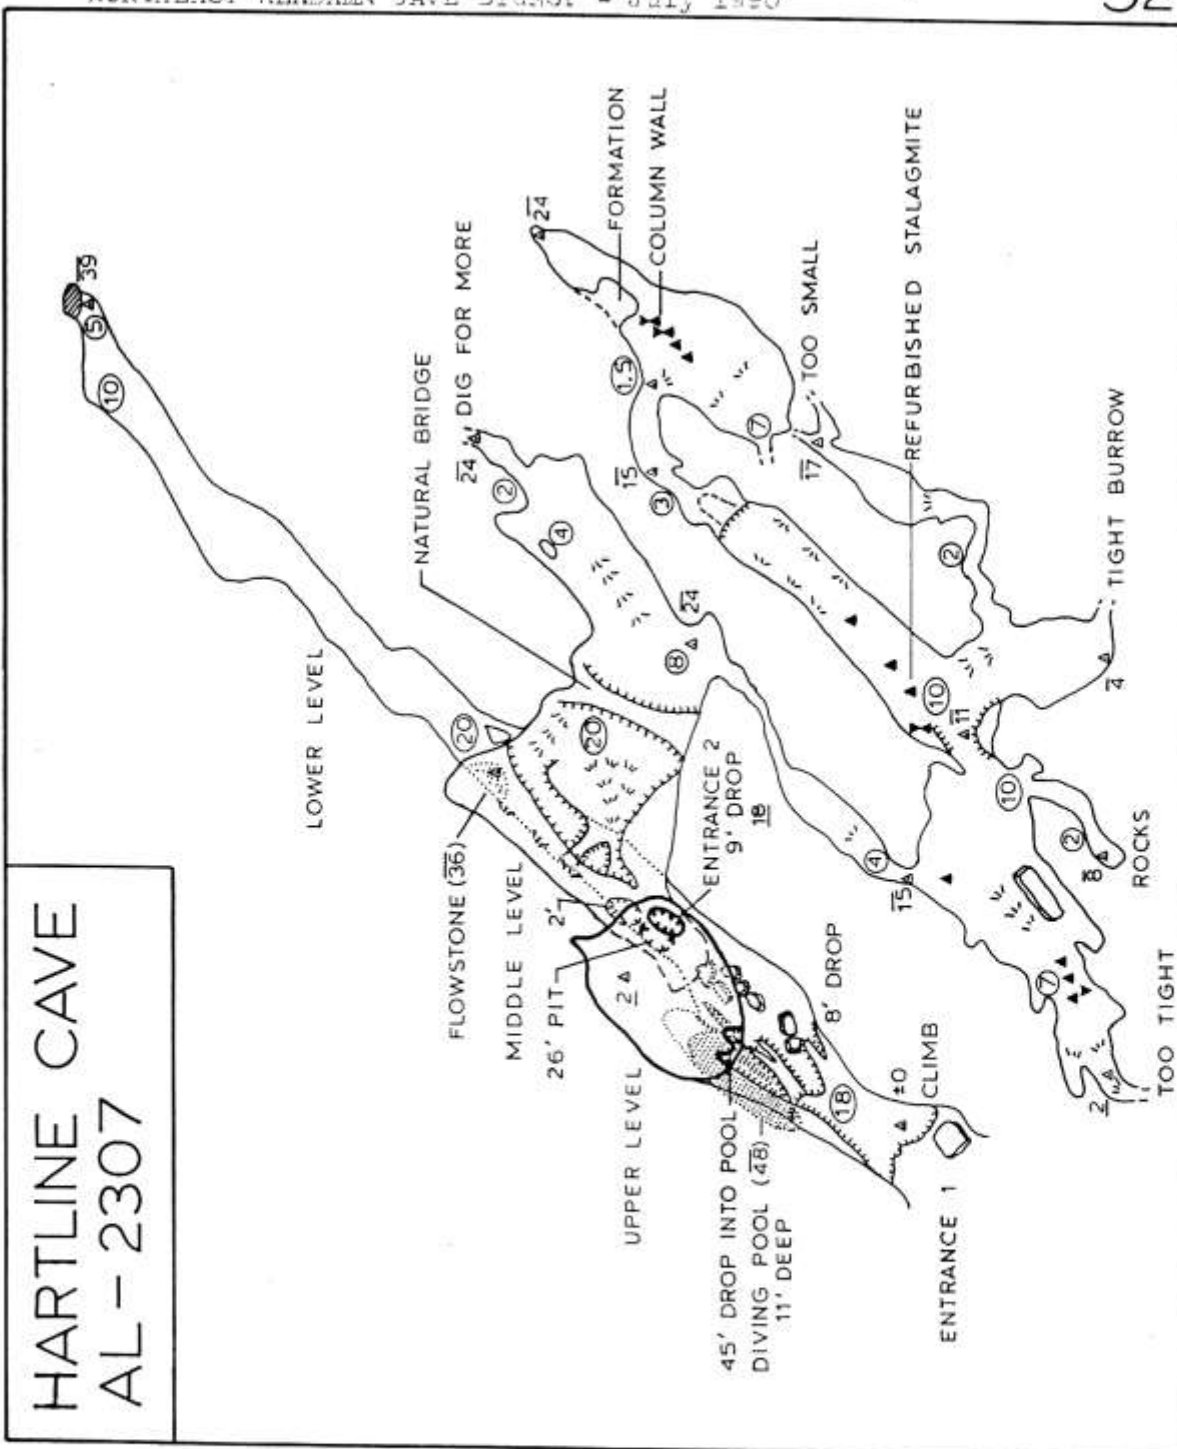 HARTLINE CAVE
AL-2307
39
5
10
LOWER LEVEL
20
NATURAL BRIDGE
24
DIG FOR MORE
2
4
8
24
20
FLOWSTONE (36)
MIDDLE LEVEL
2'
26' PIT
ENTRANCE 2
9' DROP
18
UPPER LEVEL
2
8' DROP
18
±0
CLIMB
ENTRANCE 1
45' DROP INTO POOL
DIVING POOL (48)
11' DEEP
24
FORMATION
COLUMN WALL
1.5
15
3
7
TOO SMALL
17
REFURBISHED STALAGMITE
2
TIGHT BURROW
4
10
11
10
2
18
ROCKS
4
15
7
2
TOO TIGHT